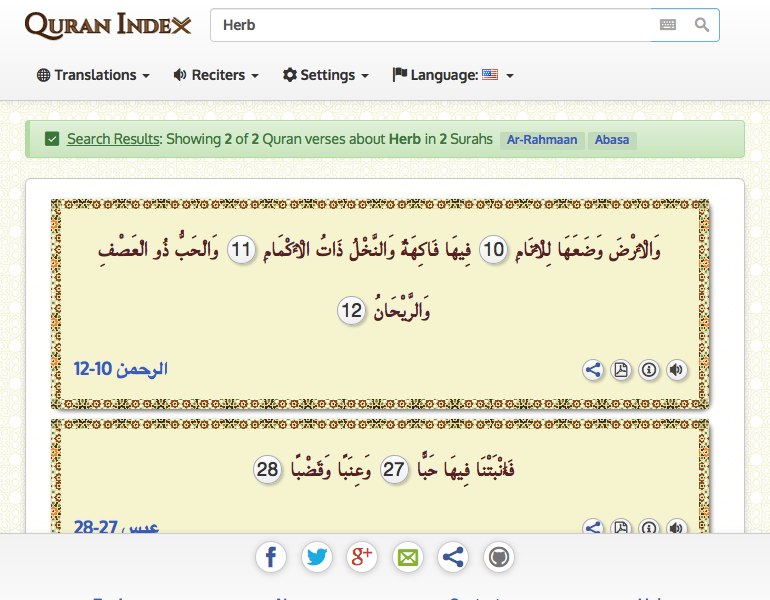 QURAN INDEX
Herb
Translations Reciters Settings Language:
Search Results: Showing 2 of 2 Quran verses about Herb in 2 Surahs Ar-Rahmaan Abasa
وَالْأَرْضَ وَضَعَهَا لِلْأَنَامِ 10 فِيهَا فَاكِهَةٌ وَالنَّخْلُ ذَاتُ الْأَكْمَامِ 11 وَالْحَبُّ ذُو الْعَصْفِ
وَالرَّيْحَانُ 12
الرحمن 10-12
فَأَنْبَتْنَا فِيهَا حَبًّا 27 وَعِنَبًا وَقَضْبًا 28
عبس 27-28